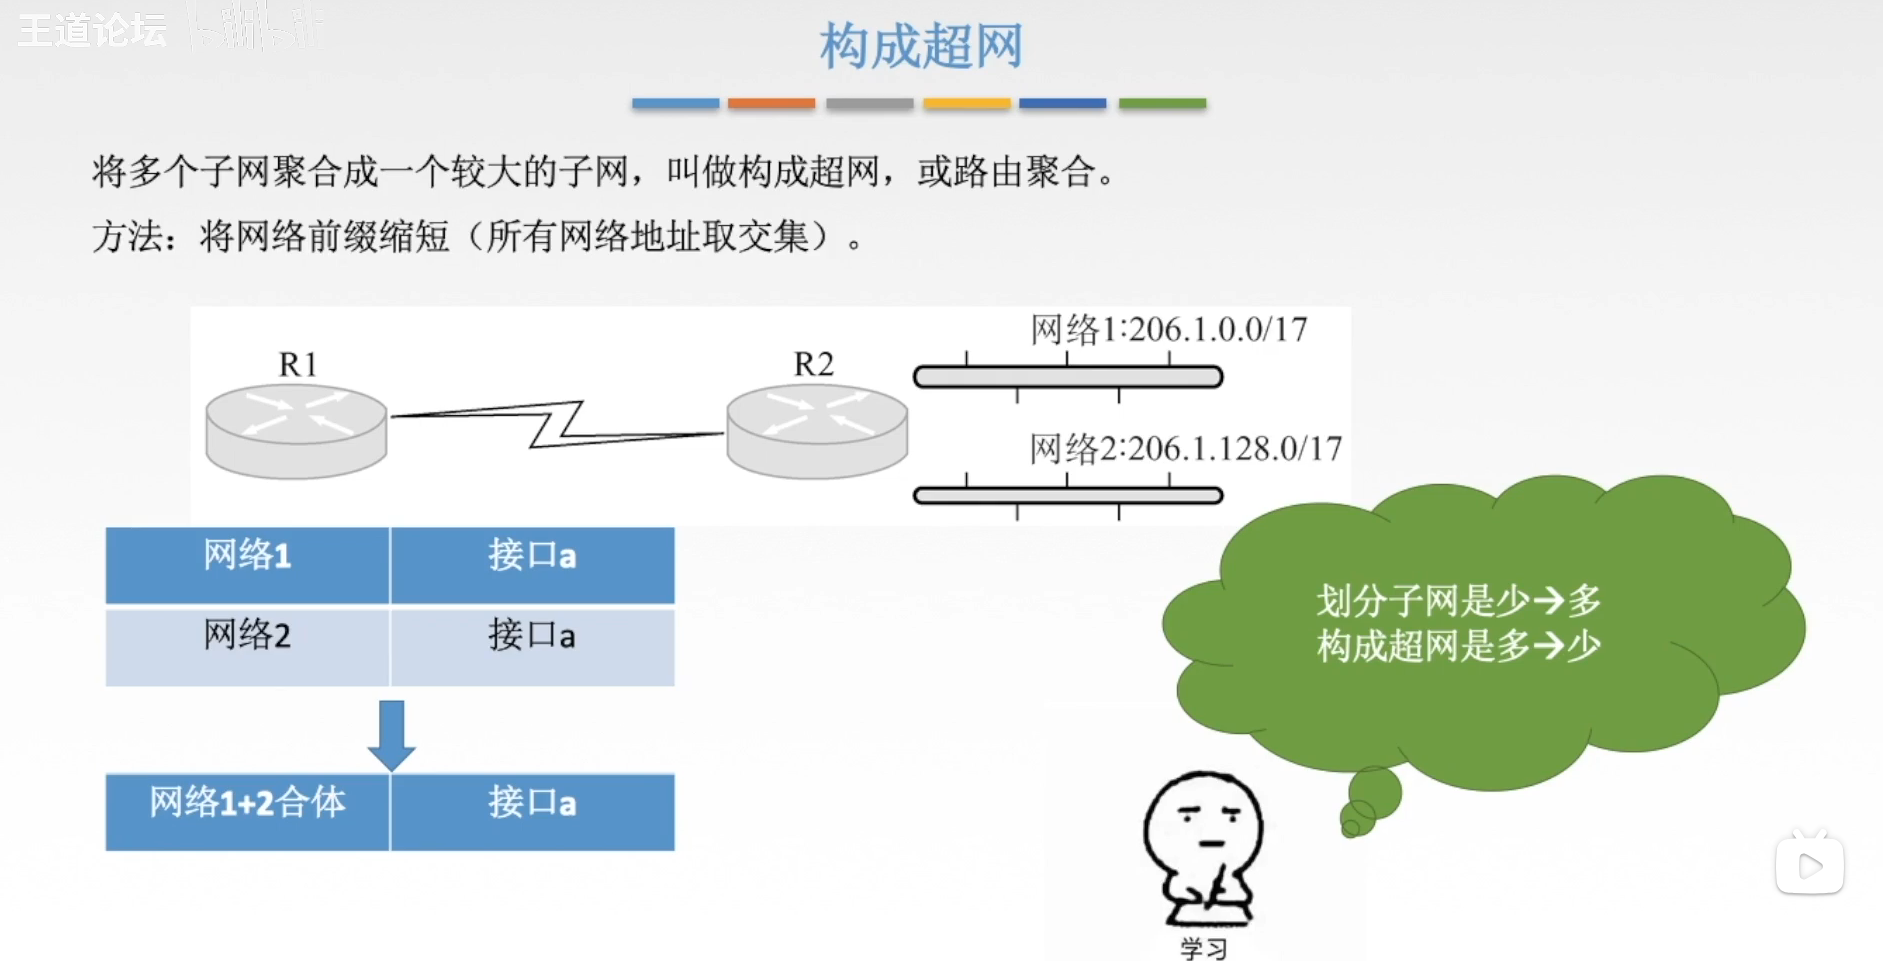 王道论坛 bilibili
构成超网
将多个子网聚合成一个较大的子网，叫做构成超网，或路由聚合。
方法：将网络前缀缩短（所有网络地址取交集）。
R1
R2
网络1:206.1.0.0/17
网络2:206.1.128.0/17
网络1 接口a
网络2 接口a
网络1+2合体 接口a
划分子网是少→多
构成超网是多→少
学习